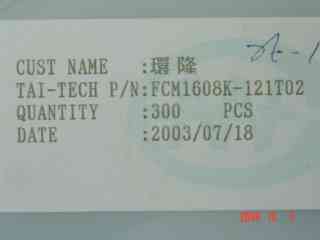 CUST NAME :環隆
TAI-TECH P/N:FCM1608K-121T02
QUANTITY :300 PCS
DATE :2003/07/18